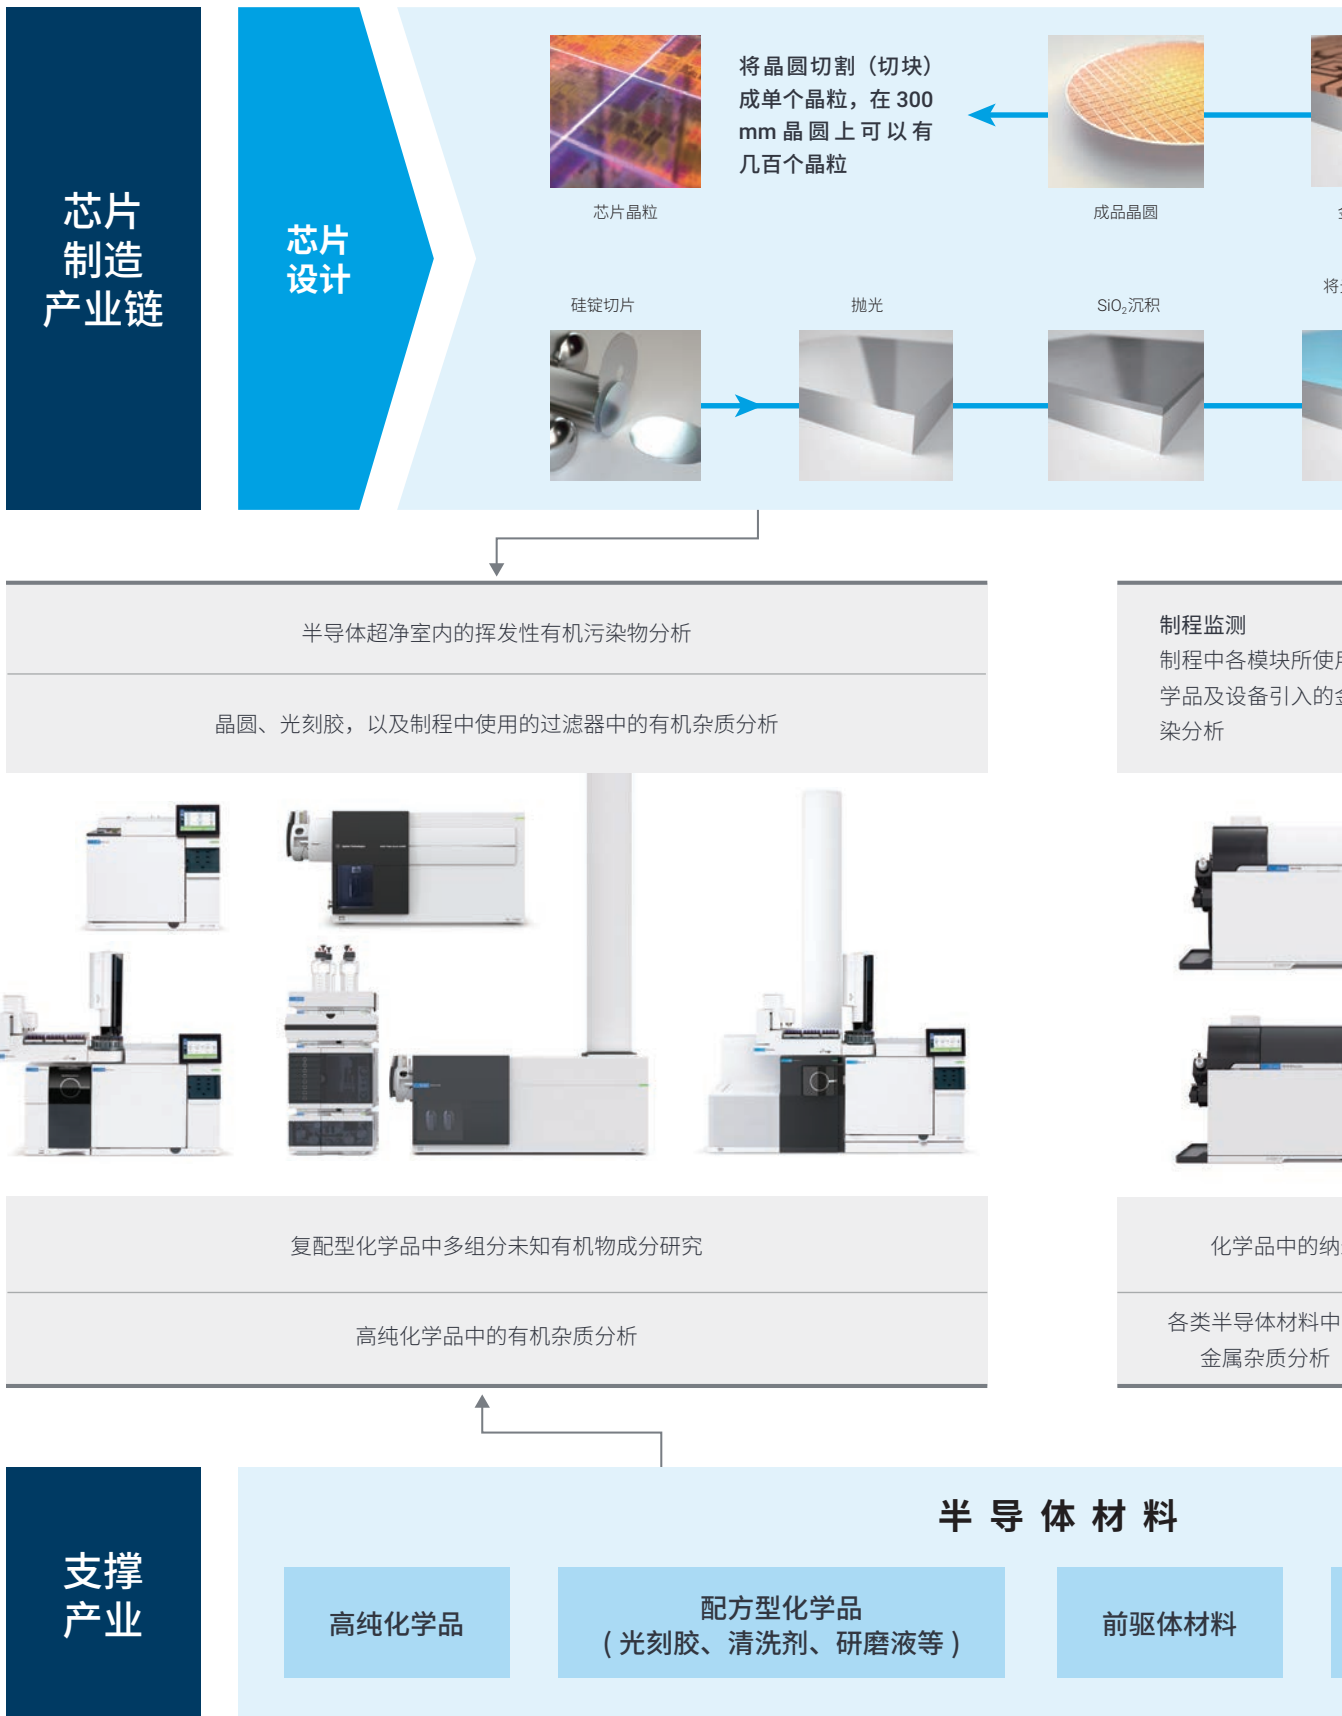 芯片
制造
产业链
芯片
设计
芯片晶粒
将晶圆切割（切块）
成单个晶粒，在 300
mm 晶圆上可以有
几百个晶粒
成品晶圆
硅锭切片
抛光
SiO₂沉积
将
半导体超净室内的挥发性有机污染物分析
晶圆、光刻胶，以及制程中使用的过滤器中的有机杂质分析
制程监测
制程中各模块所使用
学品及设备引入的金
染分析
复配型化学品中多组分未知有机物成分研究
高纯化学品中的有机杂质分析
化学品中的纳
各类半导体材料中
金属杂质分析
支撑
产业
半导体材料
高纯化学品
配方型化学品
( 光刻胶、清洗剂、研磨液等 )
前驱体材料